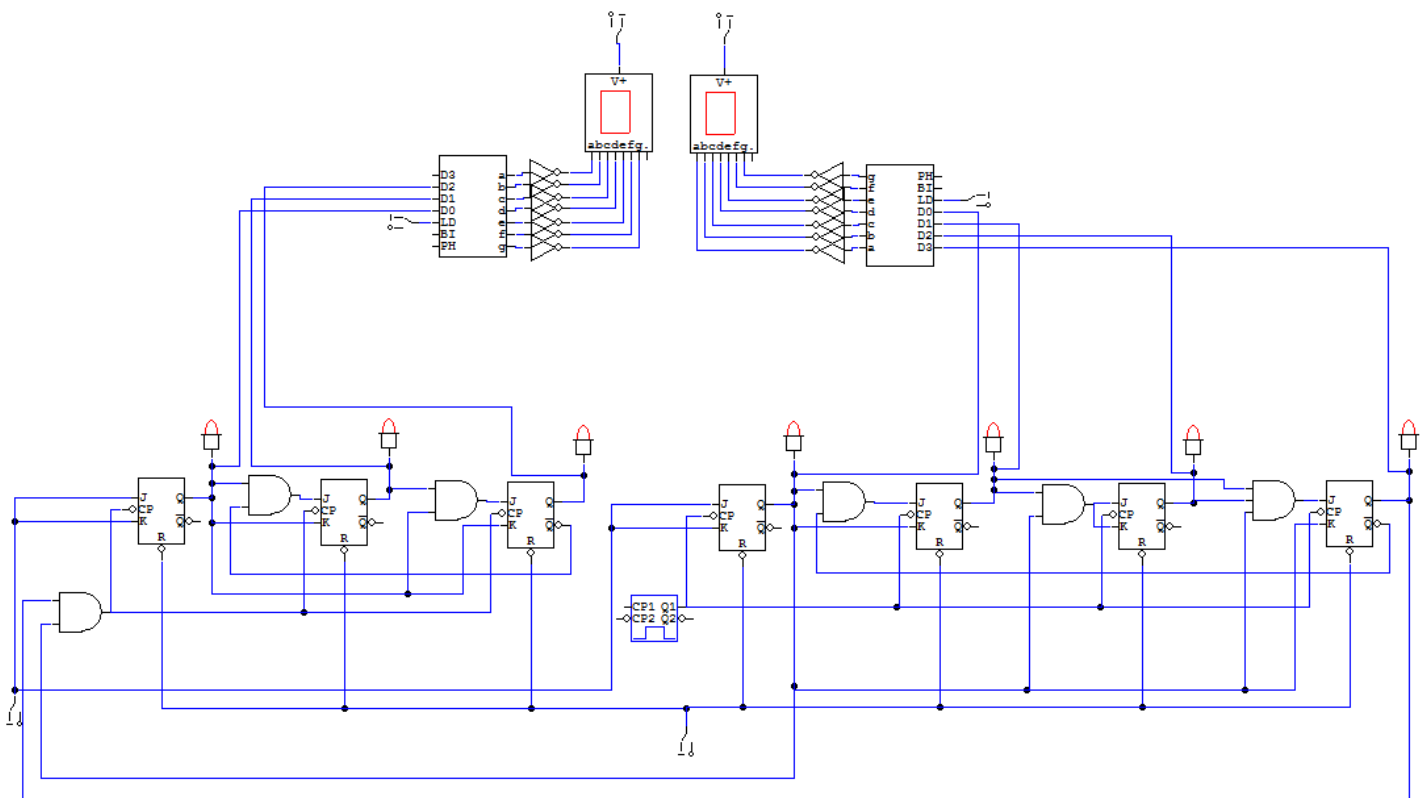 V+
abcdefg.
V+
abcdefg.
D3 a
D2 b
D1 c
D0 d
LD e
BI f
PH g
g PH
f BI
e LD
d D0
c D1
b D2
a D3
J Q
CP
K Q
R
J Q
CP
K Q
R
J Q
CP
K Q
R
J Q
CP
K Q
R
J Q
CP
K Q
R
J Q
CP
K Q
R
J Q
CP
K Q
R
CP1 Q1
CP2 Q2